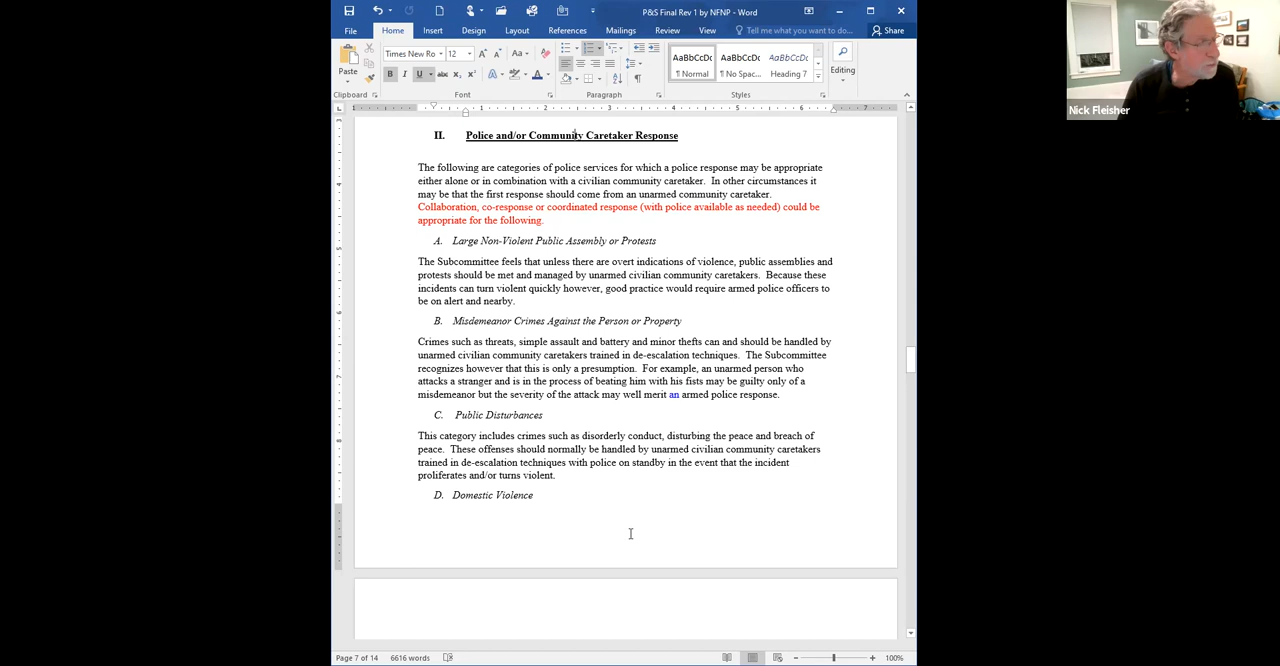 P&S Final Rev 1 by NFNP - Word
File Home Insert Design Layout References Mailings Review View Tell me what you want to do... Share
Nick Fleisher
Paste
Times New Ro 12 Aa
B I U abc x₂ x² A
AaBbCcDc AaBbCcDc AaBbCcDc
¶ Normal ¶ No Spac... Heading 7
Editing
Clipboard Font Paragraph Styles
1 1 2 3 4 5 6 7
II. Police and/or Community Caretaker Response
The following are categories of police services for which a police response may be appropriate
either alone or in combination with a civilian community caretaker. In other circumstances it
may be that the first response should come from an unarmed community caretaker.
Collaboration, co-response or coordinated response (with police available as needed) could be
appropriate for the following.
A. Large Non-Violent Public Assembly or Protests
The Subcommittee feels that unless there are overt indications of violence, public assemblies and
protests should be met and managed by unarmed civilian community caretakers. Because these
incidents can turn violent quickly however, good practice would require armed police officers to
be on alert and nearby.
B. Misdemeanor Crimes Against the Person or Property
Crimes such as threats, simple assault and battery and minor thefts can and should be handled by
unarmed civilian community caretakers trained in de-escalation techniques. The Subcommittee
recognizes however that this is only a presumption. For example, an unarmed person who
attacks a stranger and is in the process of beating him with his fists may be guilty only of a
misdemeanor but the severity of the attack may well merit an armed police response.
C. Public Disturbances
This category includes crimes such as disorderly conduct, disturbing the peace and breach of
peace. These offenses should normally be handled by unarmed civilian community caretakers
trained in de-escalation techniques with police on standby in the event that the incident
proliferates and/or turns violent.
D. Domestic Violence
Page 7 of 14 6616 words 100%